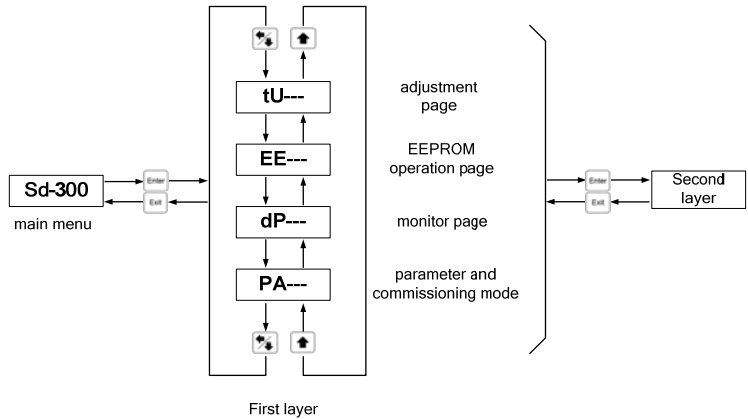 tU---
adjustment
page
EE---
EEPROM
operation page
Sd-300
main menu
Enter
Exit
dP---
monitor page
PA---
parameter and
commissioning mode
Enter
Exit
Second
layer
First layer